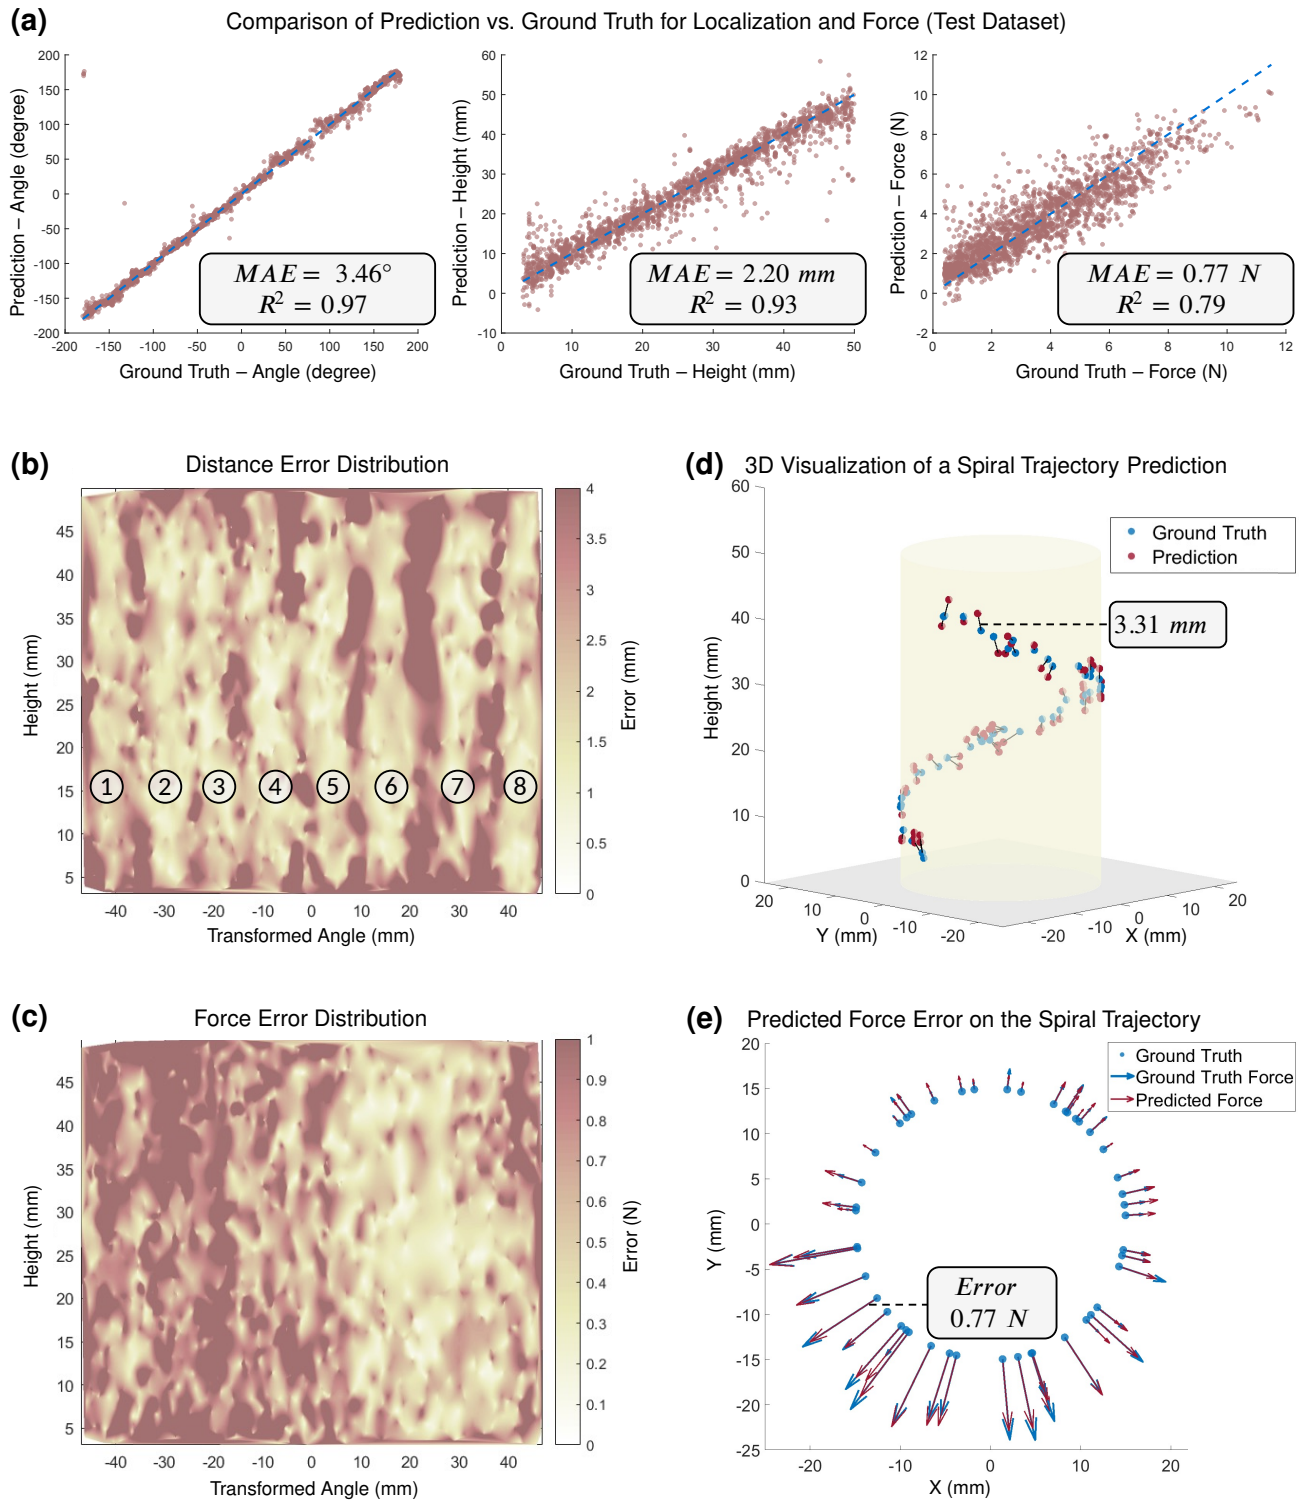 (a) Comparison of Prediction vs. Ground Truth for Localization and Force (Test Dataset)
Prediction – Angle (degree)
200
150
100
50
0
-50
-100
-150
-200
-200 -150 -100 -50 0 50 100 150 200
Ground Truth – Angle (degree)
MAE = 3.46°
R² = 0.97
Prediction – Height (mm)
60
50
40
30
20
10
0
-10
0 10 20 30 40 50
Ground Truth – Height (mm)
MAE = 2.20 mm
R² = 0.93
Prediction – Force (N)
12
10
8
6
4
2
0
-2
0 2 4 6 8 10 12
Ground Truth – Force (N)
MAE = 0.77 N
R² = 0.79
(b) Distance Error Distribution
Height (mm)
45
40
35
30
25
20
15
10
5
1 2 3 4 5 6 7 8
-40 -30 -20 -10 0 10 20 30 40
Transformed Angle (mm)
4
3.5
3
2.5
2
1.5
1
0.5
0
Error (mm)
(d) 3D Visualization of a Spiral Trajectory Prediction
Ground Truth
Prediction
3.31 mm
Height (mm)
60
50
40
30
20
10
0
20 10 0 -10 -20
Y (mm)
-20 -10 0 10 20
X (mm)
(c) Force Error Distribution
Height (mm)
45
40
35
30
25
20
15
10
5
-40 -30 -20 -10 0 10 20 30 40
Transformed Angle (mm)
1
0.9
0.8
0.7
0.6
0.5
0.4
0.3
0.2
0.1
0
Error (N)
(e) Predicted Force Error on the Spiral Trajectory
Ground Truth
Ground Truth Force
Predicted Force
Error
0.77 N
Y (mm)
20
15
10
5
0
-5
-10
-15
-20
-25
-20 -10 0 10 20
X (mm)